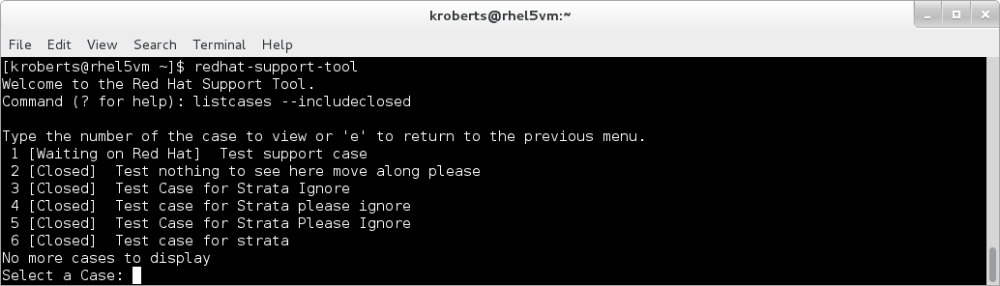 kroberts@rhel5vm:~
File Edit View Search Terminal Help
[kroberts@rhel5vm ~]$ redhat-support-tool
Welcome to the Red Hat Support Tool.
Command (? for help): listcases --includeclosed
Type the number of the case to view or 'e' to return to the previous menu.
1 [Waiting on Red Hat]  Test support case
2 [Closed]  Test nothing to see here move along please
3 [Closed]  Test Case for Strata Ignore
4 [Closed]  Test case for Strata please ignore
5 [Closed]  Test Case for Strata Please Ignore
6 [Closed]  Test case for strata
No more cases to display
Select a Case: